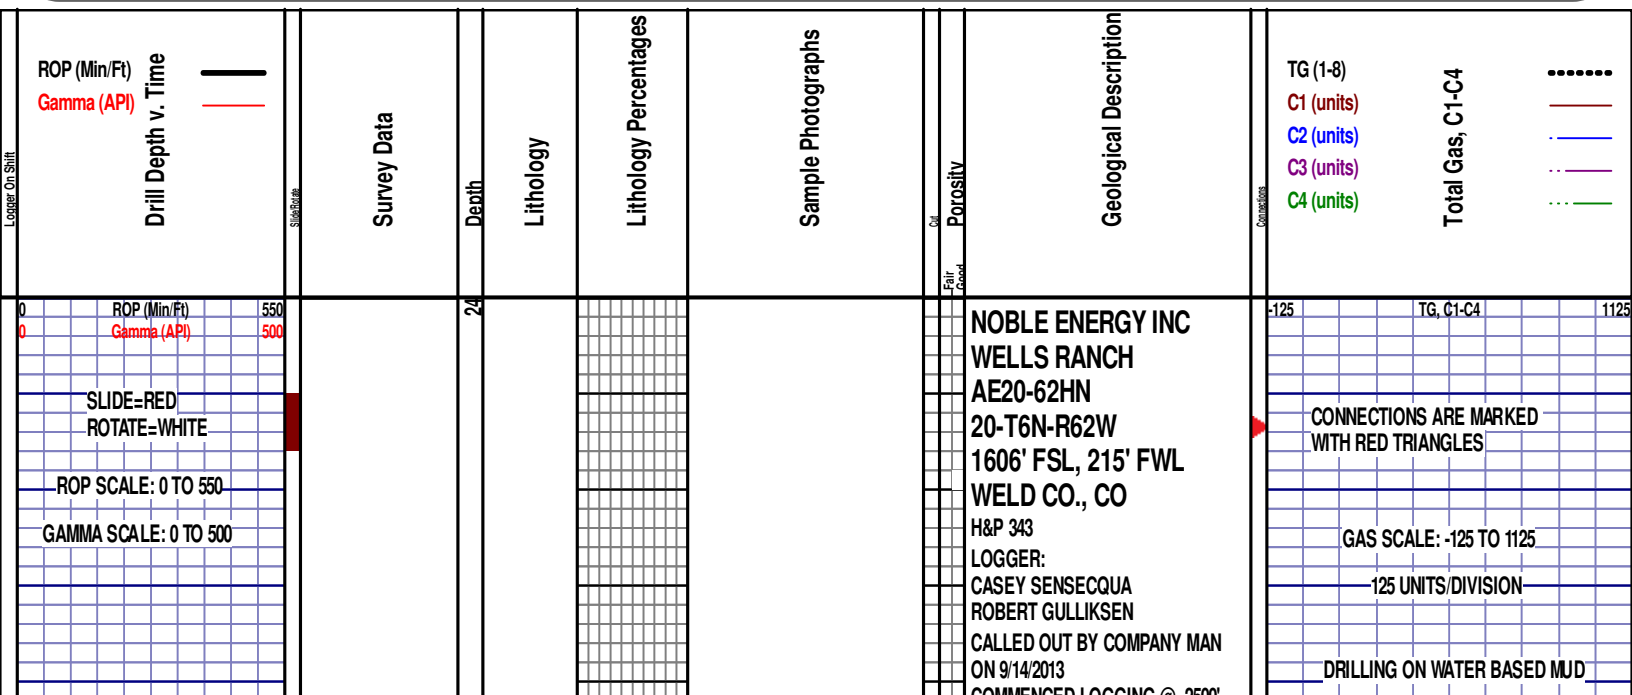 Logger On Shift
ROP (Min/Ft)
Gamma (API)
Drill Depth v. Time
Slide/Rotate
Survey Data
Depth
Lithology
Lithology Percentages
Sample Photographs
Cut
Porosity
Fair
Good
Geological Description
Connections
TG (1-8)
C1 (units)
C2 (units)
C3 (units)
C4 (units)
Total Gas, C1-C4
0 ROP (Min/Ft) 550
0 Gamma (API) 500
SLIDE=RED
ROTATE=WHITE
ROP SCALE: 0 TO 550
GAMMA SCALE: 0 TO 500
24
NOBLE ENERGY INC
WELLS RANCH
AE20-62HN
20-T6N-R62W
1606' FSL, 215' FWL
WELD CO., CO
H&P 343
LOGGER:
CASEY SENSECQUA
ROBERT GULLIKSEN
CALLED OUT BY COMPANY MAN
ON 9/14/2013
COMMENCED LOGGING @
-125 TG, C1-C4 1125
CONNECTIONS ARE MARKED
WITH RED TRIANGLES
GAS SCALE: -125 TO 1125
125 UNITS/DIVISION
DRILLING ON WATER BASED MUD